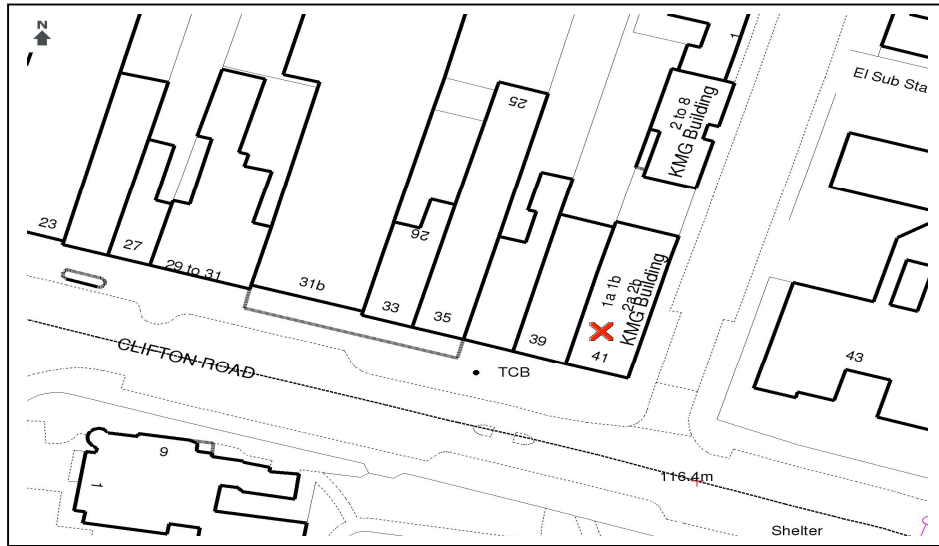 N
1
El Sub Sta
25
2 to 8
KMG Building
23
27
29 to 31
31b
26
33
35
39
1a 1b
2a 2b
KMG Building
41
43
CLIFTON ROAD
TCB
9
1
116.4m
Shelter